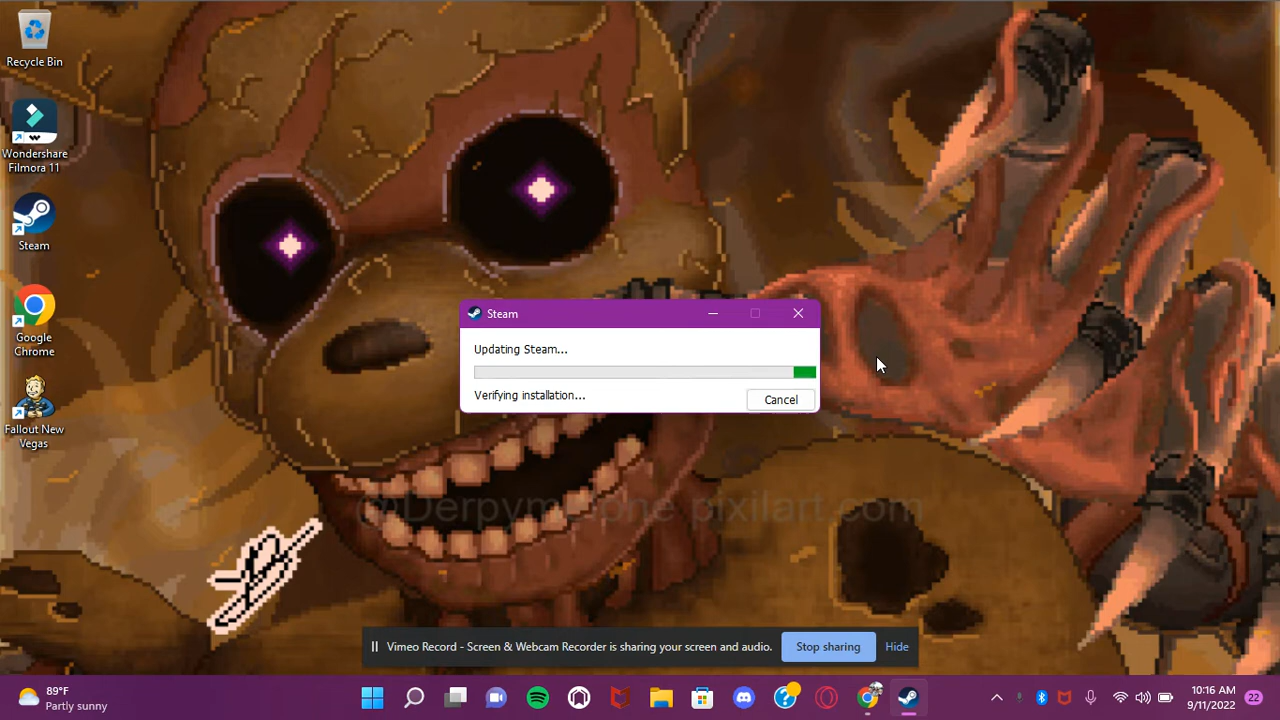 Recycle Bin
Wondershare
Filmora 11
Steam
Google
Chrome
Fallout New
Vegas
Steam
Updating Steam...
Verifying installation...
Cancel
pixilart.com
Vimeo Record - Screen & Webcam Recorder is sharing your screen and audio.
Stop sharing
Hide
89°F
Partly sunny
10:16 AM
9/11/2022
22